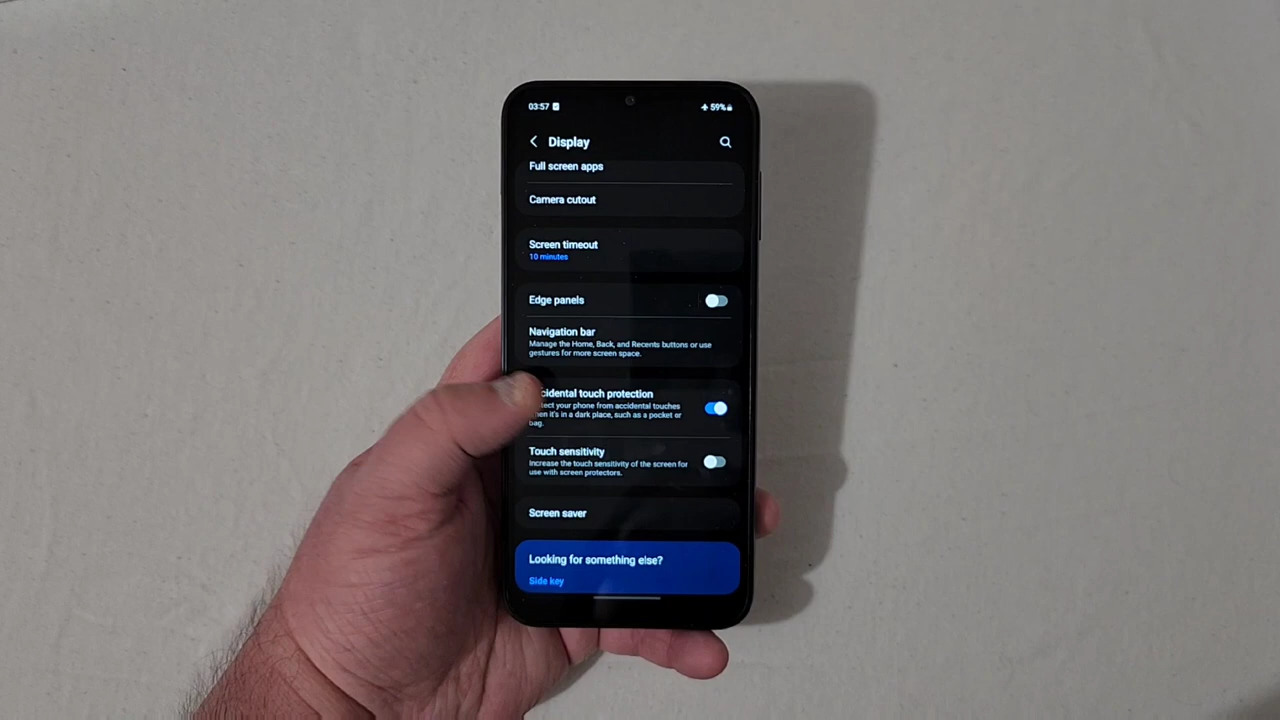 03:57
59%
Display
Full screen apps
Camera cutout
Screen timeout
10 minutes
Edge panels
Navigation bar
Manage the Home, Back, and Recents buttons or use
gestures for more screen space.
cidental touch protection
tect your phone from accidental touches
hen it's in a dark place, such as a pocket or
bag.
Touch sensitivity
Increase the touch sensitivity of the screen for
use with screen protectors.
Screen saver
Looking for something else?
Side key